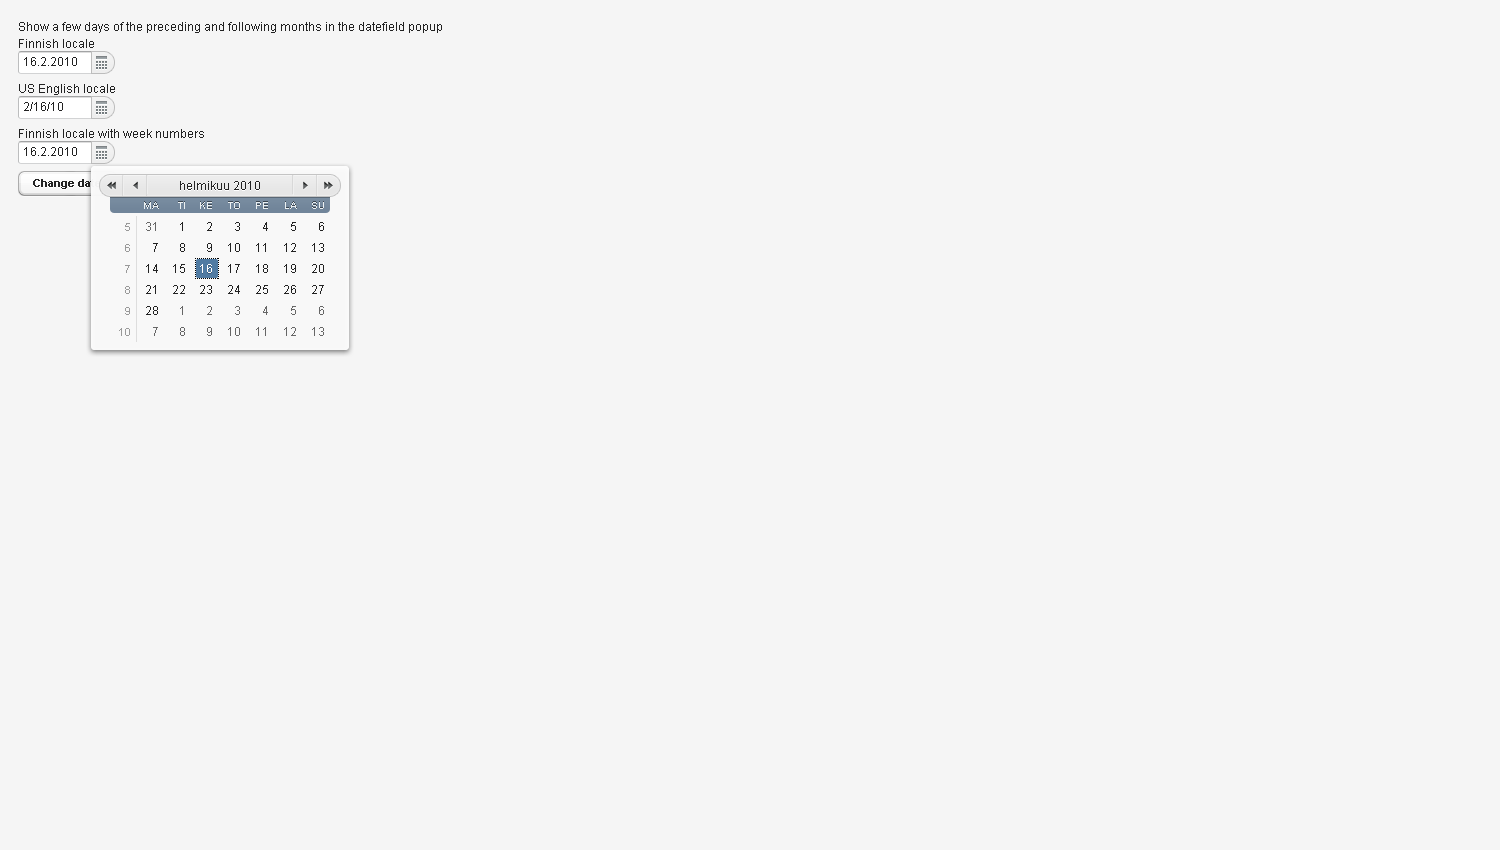 Show a few days of the preceding and following months in the datefield popup
Finnish locale
16.2.2010
US English locale
2/16/10
Finnish locale with week numbers
16.2.2010
Change da
helmikuu 2010
MA TI KE TO PE LA SU
5 31 1 2 3 4 5 6
6 7 8 9 10 11 12 13
7 14 15 16 17 18 19 20
8 21 22 23 24 25 26 27
9 28 1 2 3 4 5 6
10 7 8 9 10 11 12 13